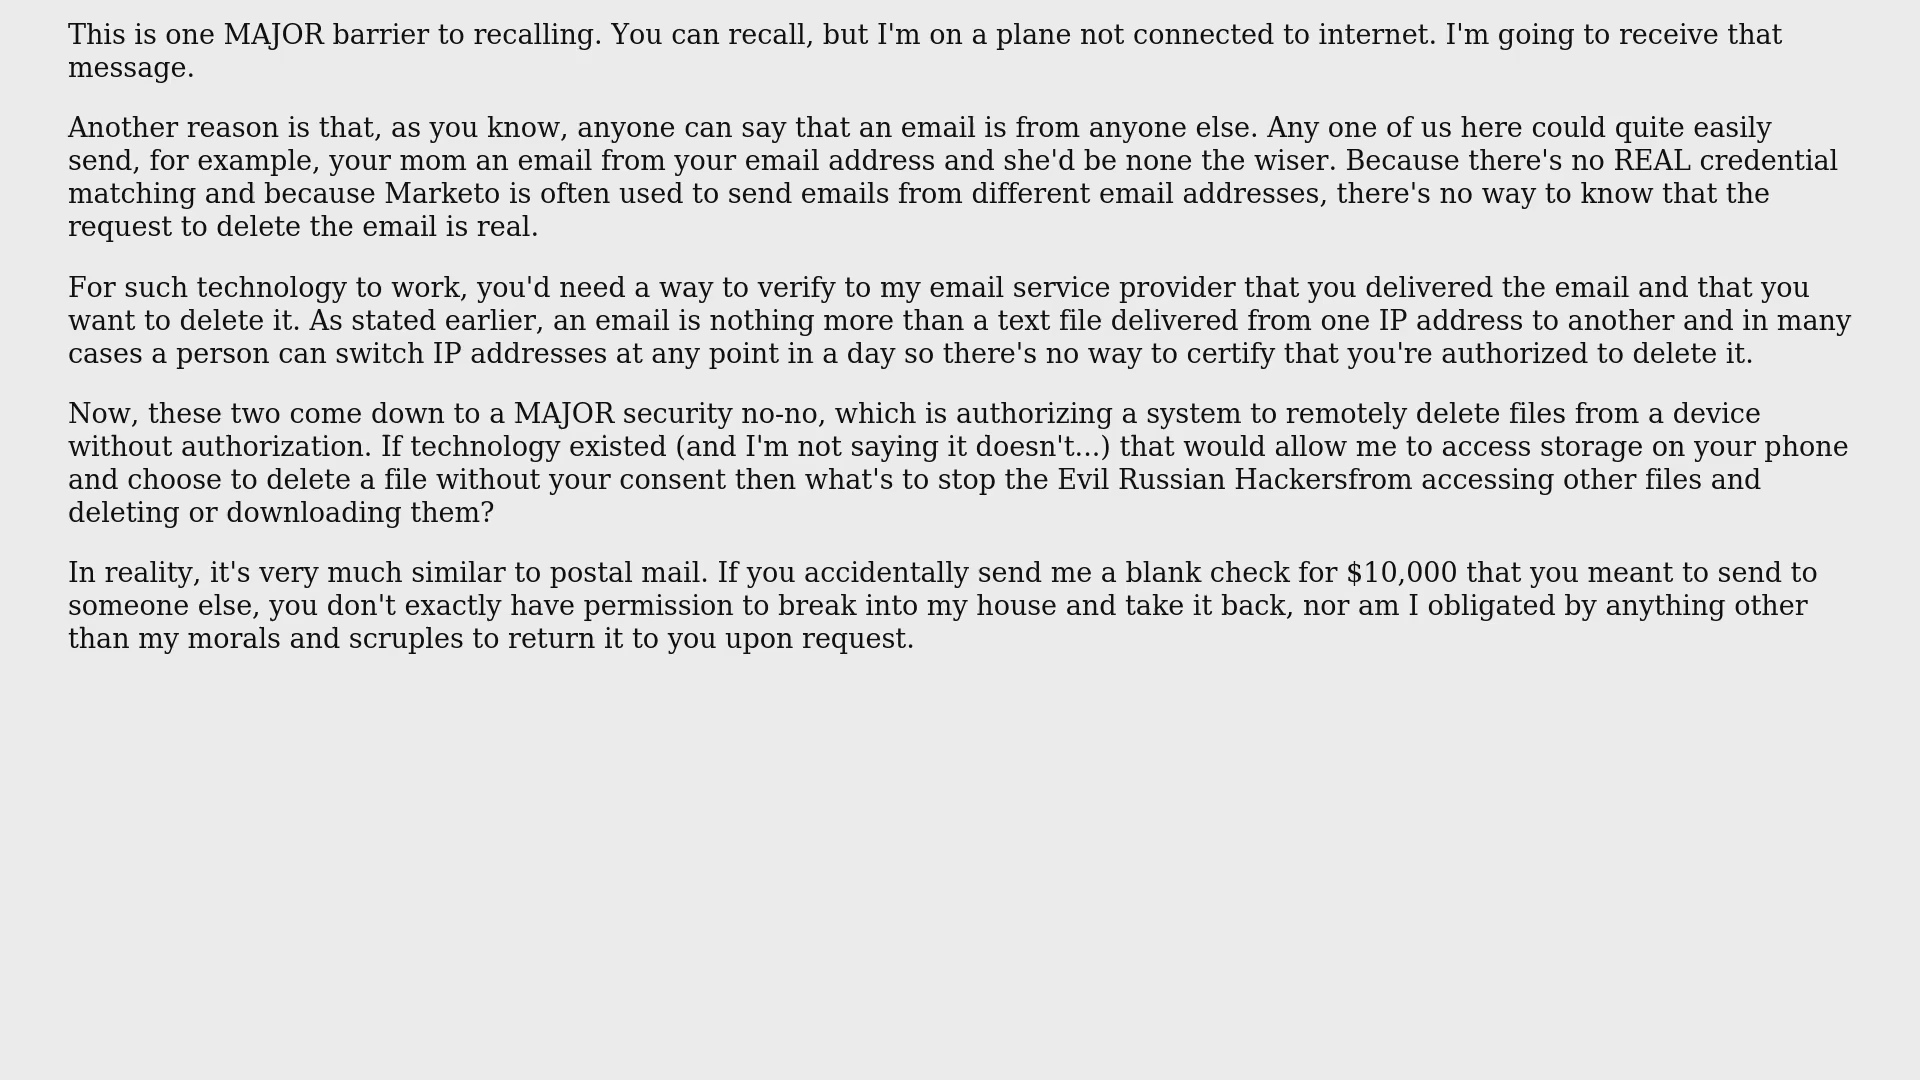 This is one MAJOR barrier to recalling. You can recall, but I'm on a plane not connected to internet. I'm going to receive that
message.
Another reason is that, as you know, anyone can say that an email is from anyone else. Any one of us here could quite easily
send, for example, your mom an email from your email address and she'd be none the wiser. Because there's no REAL credential
matching and because Marketo is often used to send emails from different email addresses, there's no way to know that the
request to delete the email is real.
For such technology to work, you'd need a way to verify to my email service provider that you delivered the email and that you
want to delete it. As stated earlier, an email is nothing more than a text file delivered from one IP address to another and in many
cases a person can switch IP addresses at any point in a day so there's no way to certify that you're authorized to delete it.
Now, these two come down to a MAJOR security no-no, which is authorizing a system to remotely delete files from a device
without authorization. If technology existed (and I'm not saying it doesn't...) that would allow me to access storage on your phone
and choose to delete a file without your consent then what's to stop the Evil Russian Hackersfrom accessing other files and
deleting or downloading them?
In reality, it's very much similar to postal mail. If you accidentally send me a blank check for $10,000 that you meant to send to
someone else, you don't exactly have permission to break into my house and take it back, nor am I obligated by anything other
than my morals and scruples to return it to you upon request.